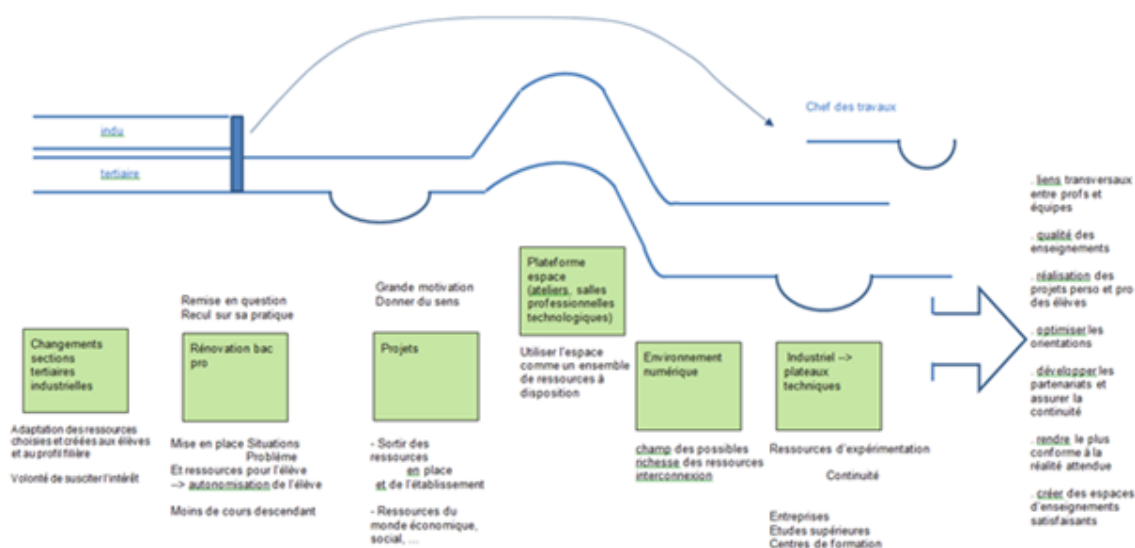 indu
tertiaire
Chef des travaux
Changements
sections
tertiaires
industrielles
Adaptation des ressources
choisies et créées aux élèves
et au profil filière
Volonté de susciter l'intérêt
Remise en question
Recul sur sa pratique
Rénovation bac
pro
Mise en place Situations
Problème
Et ressources pour l'élève
--> autonomisation de l'élève
Moins de cours descendant
Grande motivation
Donner du sens
Projets
- Sortir des
ressources
en place
et de l'établissement
- Ressources du
monde économique,
social, ...
Plateforme
espace
(ateliers, salles
professionnelles
technologiques)
Utiliser l'espace
comme un ensemble
de ressources à
disposition
Environnement
numérique
champ des possibles
richesse des ressources
interconnexion
Industriel -->
plateaux
techniques
Ressources d'expérimentation
Continuité
Entreprises
Etudes supérieures
Centres de formation
. liens transversaux
entre profs et
équipes
. qualité des
enseignements
. réalisation des
projets perso et pro
des élèves
. optimiser les
orientations
. développer les
partenariats et
assurer la
continuité
. rendre le plus
conforme à la
réalité attendue
. créer des espaces
d'enseignements
satisfaisants